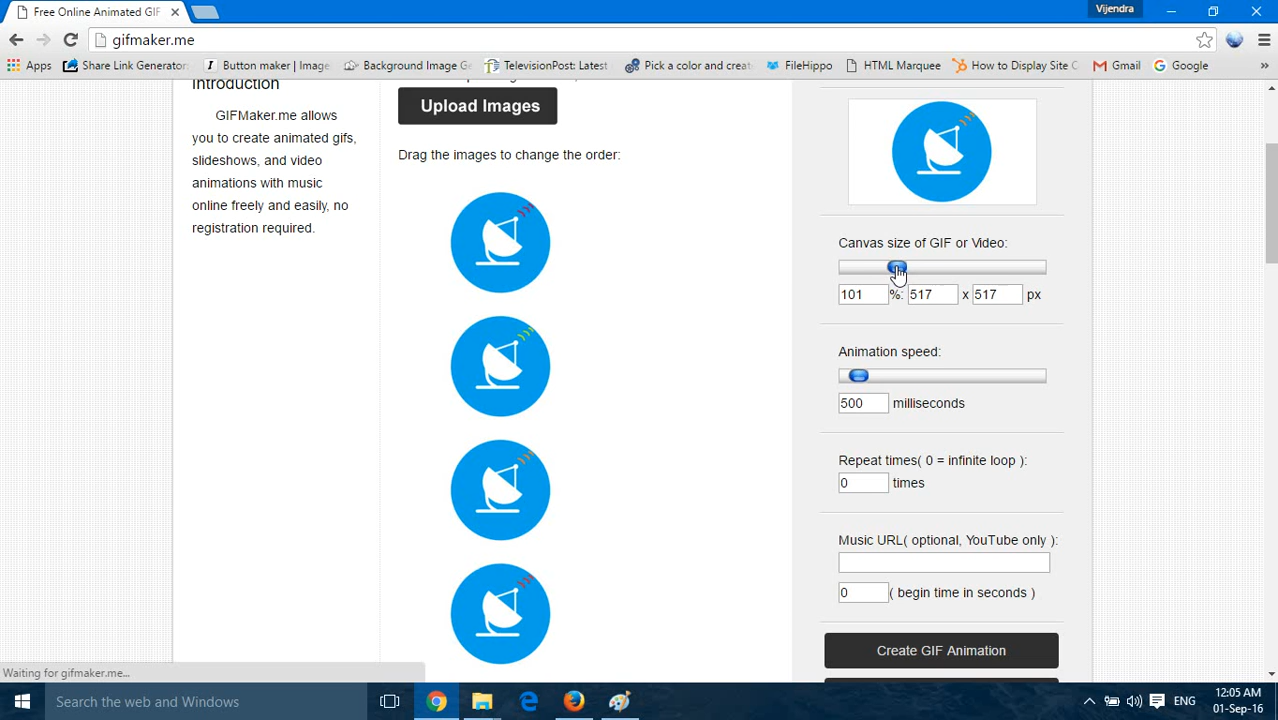 Free Online Animated GIF
Vijendra
gifmaker.me
Apps
Share Link Generator
Button maker | Image
Background Image Ge
TelevisionPost: Latest
Pick a color and create
FileHippo
HTML Marquee
How to Display Site C
Gmail
Google
»
Introduction
GIFMaker.me allows
you to create animated gifs,
slideshows, and video
animations with music
online freely and easily, no
registration required.
Upload Images
Drag the images to change the order:
Canvas size of GIF or Video:
101 %: 517 x 517 px
Animation speed:
500 milliseconds
Repeat times( 0 = infinite loop ):
0 times
Music URL( optional, YouTube only ):
0 ( begin time in seconds )
Create GIF Animation
Waiting for gifmaker.me...
Search the web and Windows
ENG
12:05 AM
01-Sep-16